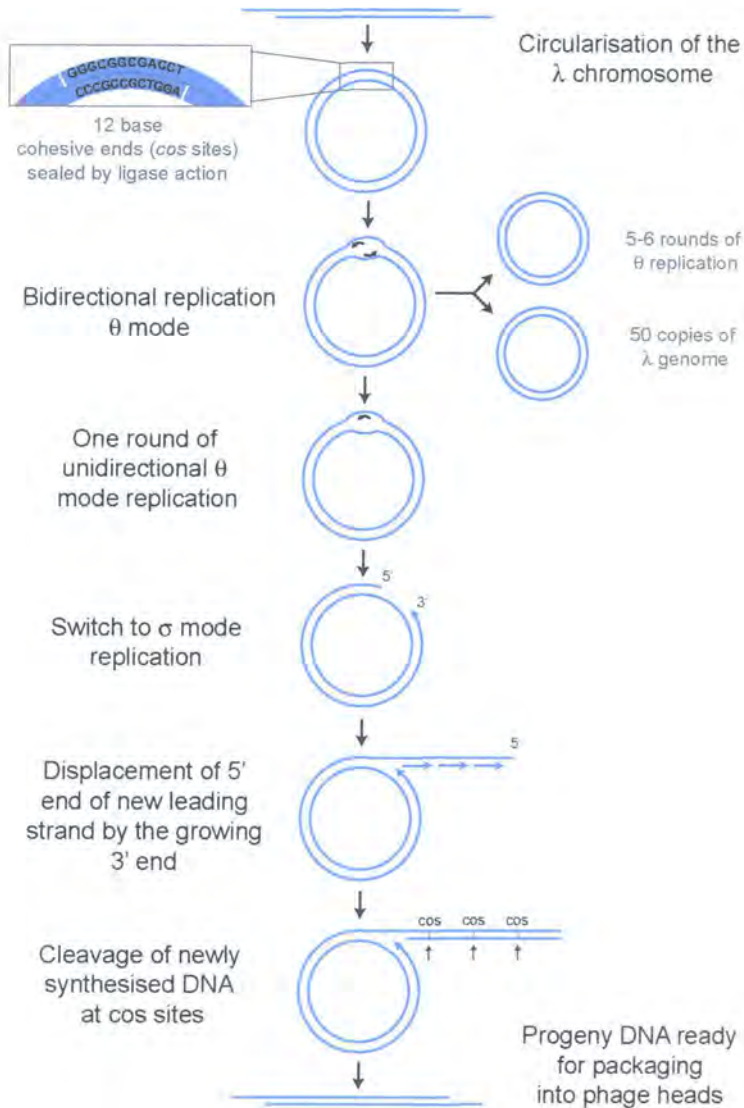 Circularisation of the
λ chromosome
GGGCGGCGACCT
CCCGCCGCTGGA
12 base
cohesive ends (cos sites)
sealed by ligase action
5-6 rounds of
θ replication
Bidirectional replication
θ mode
50 copies of
λ genome
One round of
unidirectional θ
mode replication
5'
3'
Switch to σ mode
replication
5'
Displacement of 5'
end of new leading
strand by the growing
3' end
cos cos cos
Cleavage of newly
synthesised DNA
at cos sites
Progeny DNA ready
for packaging
into phage heads